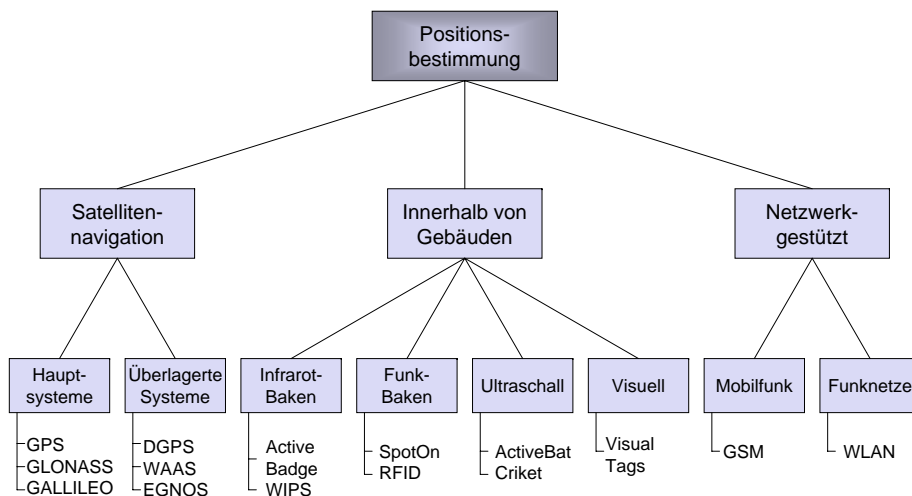 Positions-
bestimmung
Satelliten-
navigation
Innerhalb von
Gebäuden
Netzwerk-
gestützt
Haupt-
systeme
Überlagerte
Systeme
Infrarot-
Baken
Funk-
Baken
Ultraschall
Visuell
Mobilfunk
Funknetze
GPS
GLONASS
GALLILEO
DGPS
WAAS
EGNOS
Active
Badge
WIPS
SpotOn
RFID
ActiveBat
Criket
Visual
Tags
GSM
WLAN